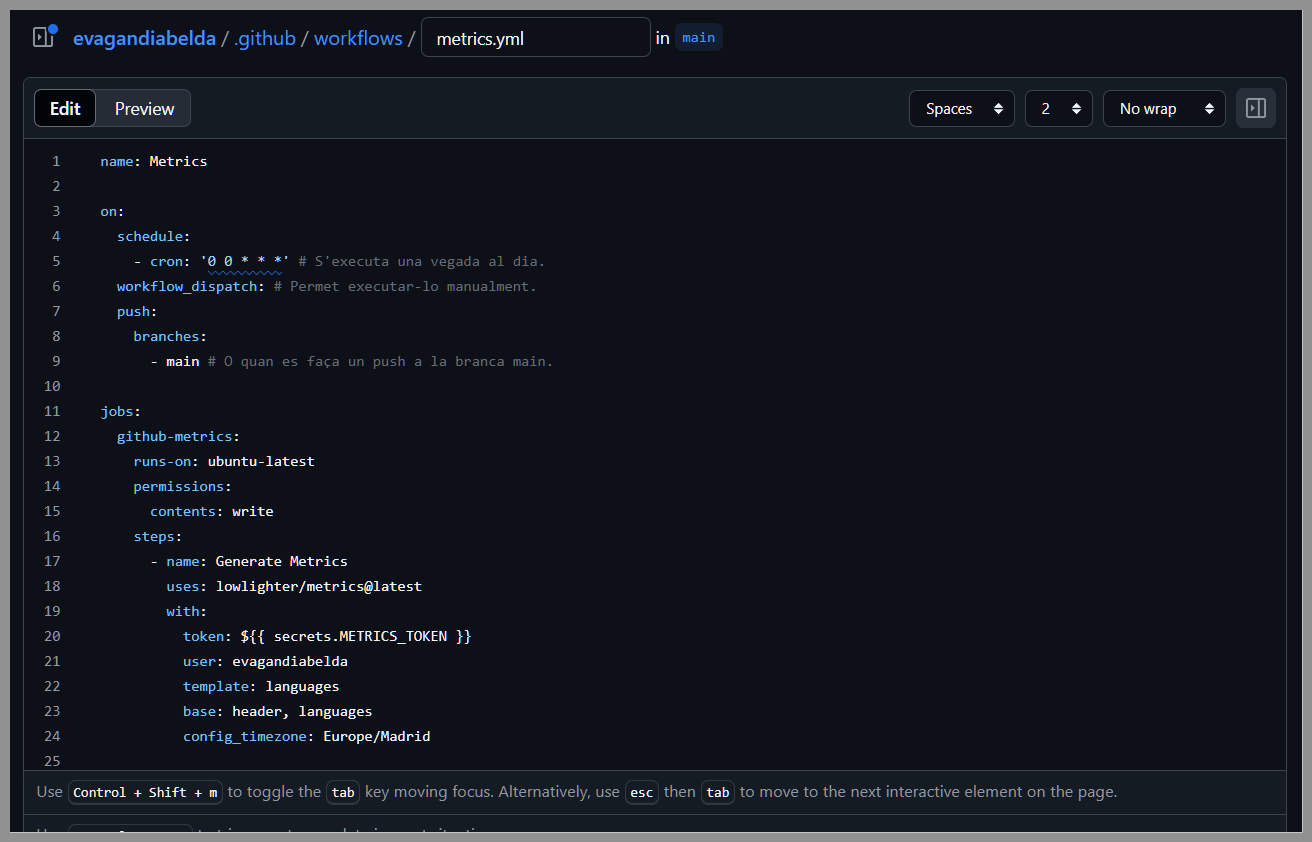 evagandiabelda / .github / workflows / metrics.yml in main
Edit Preview Spaces 2 No wrap
1 name: Metrics
2
3 on:
4 schedule:
5 - cron: '0 0 * * *' # S'executa una vegada al dia.
6 workflow_dispatch: # Permet executar-lo manualment.
7 push:
8 branches:
9 - main # O quan es faça un push a la branca main.
10
11 jobs:
12 github-metrics:
13 runs-on: ubuntu-latest
14 permissions:
15 contents: write
16 steps:
17 - name: Generate Metrics
18 uses: lowlighter/metrics@latest
19 with:
20 token: ${{ secrets.METRICS_TOKEN }}
21 user: evagandiabelda
22 template: languages
23 base: header, languages
24 config_timezone: Europe/Madrid
25
Use Control + Shift + m to toggle the tab key moving focus. Alternatively, use esc then tab to move to the next interactive element on the page.